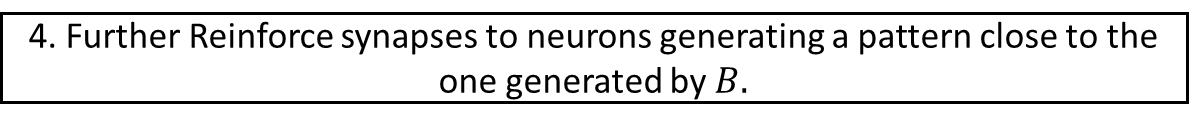 4. Further Reinforce synapses to neurons generating a pattern close to the
one generated by B.